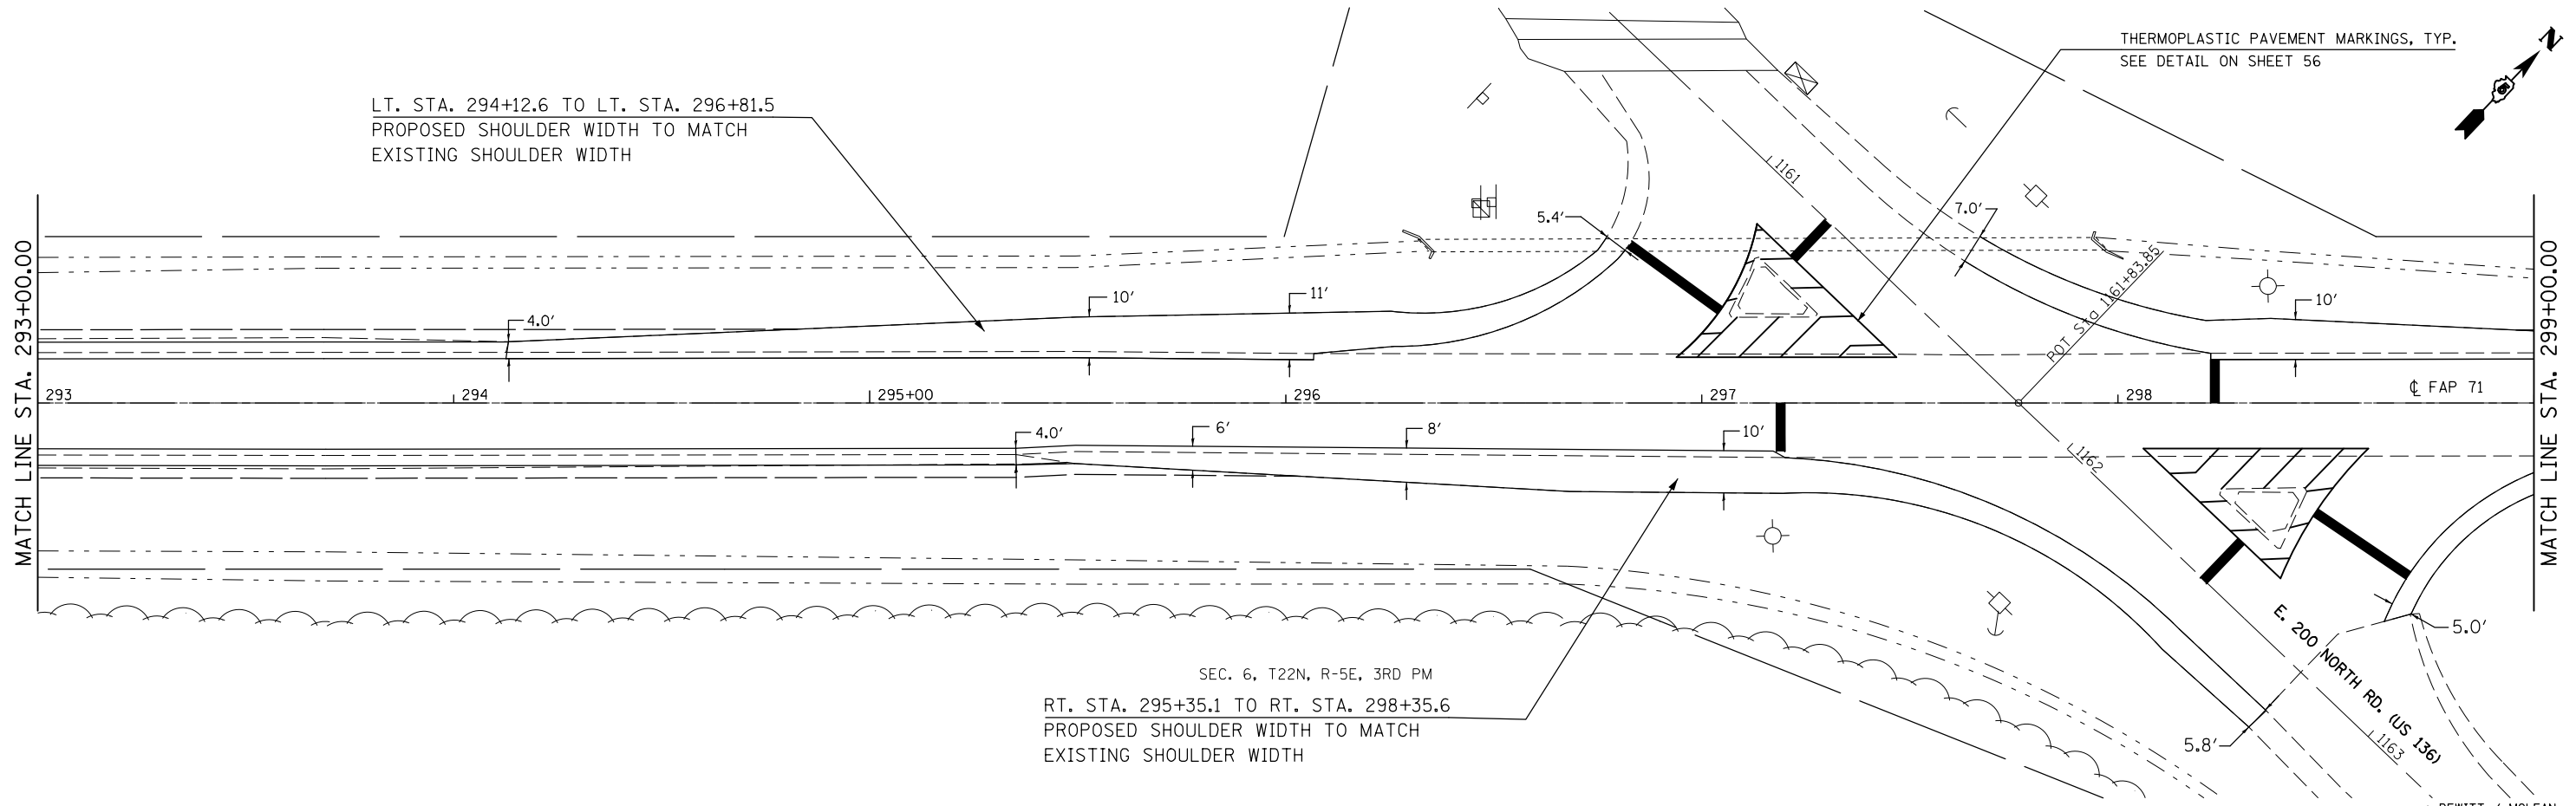 THERMOPLASTIC PAVEMENT MARKINGS, TYP.
SEE DETAIL ON SHEET 56
N
LT. STA. 294+12.6 TO LT. STA. 296+81.5
PROPOSED SHOULDER WIDTH TO MATCH
EXISTING SHOULDER WIDTH
MATCH LINE STA. 293+00.00
MATCH LINE STA. 299+00.00
1161
5.4'
7.0'
POT Sta 1161+83.85
4.0'
10'
11'
10'
293
294
295+00
296
297
298
℄ FAP 71
4.0'
6'
8'
10'
1162
E. 200 NORTH RD. (US 136)
5.0'
5.8'
1163
SEC. 6, T22N, R-5E, 3RD PM
RT. STA. 295+35.1 TO RT. STA. 298+35.6
PROPOSED SHOULDER WIDTH TO MATCH
EXISTING SHOULDER WIDTH